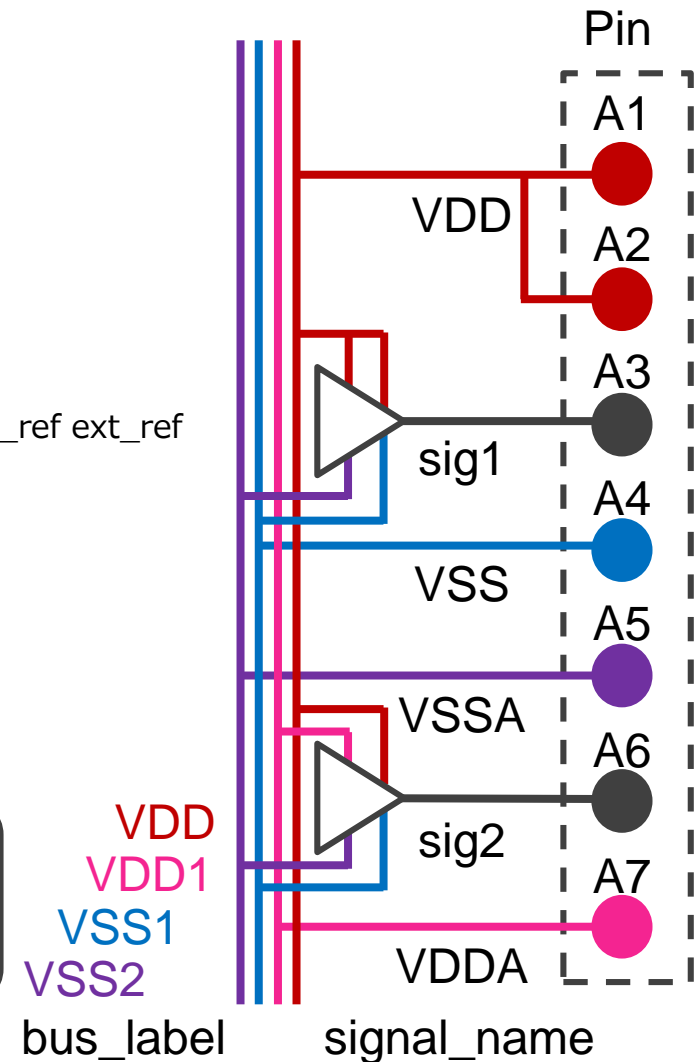 Pin
A1
VDD
A2
A3
_ref ext_ref
sig1
A4
VSS
A5
VSSA
A6
VDD
sig2
VDD1
A7
VSS1
VDDA
VSS2
bus_label
signal_name